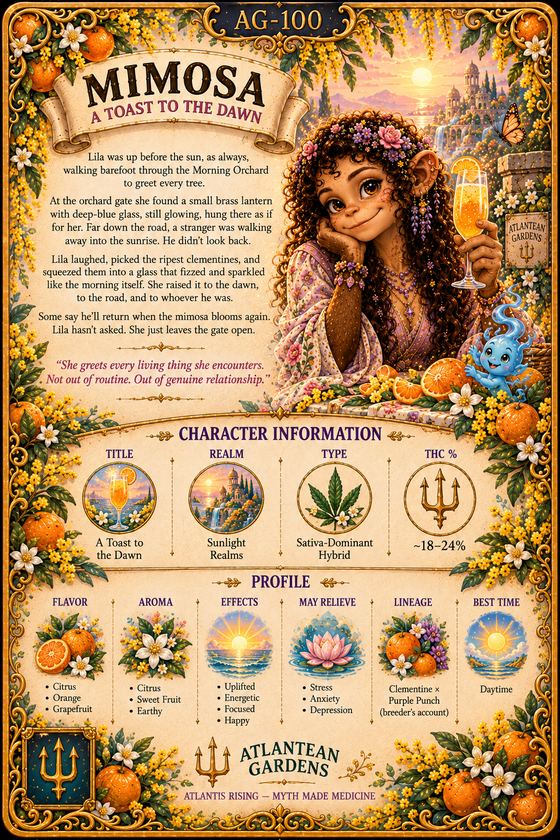 AG-100
MIMOSA
A TOAST TO THE DAWN
Lila was up before the sun, as always,
walking barefoot through the Morning Orchard
to greet every tree.
At the orchard gate she found a small brass lantern
with deep-blue glass, still glowing, hung there as if
for her. Far down the road, a stranger was walking
away into the sunrise. He didn't look back.
Lila laughed, picked the ripest clementines, and
squeezed them into a glass that fizzed and sparkled
like the morning itself. She raised it to the dawn,
to the road, and to whoever he was.
Some say he'll return when the mimosa blooms again.
Lila hasn't asked. She just leaves the gate open.
"She greets every living thing she encounters.
Not out of routine. Out of genuine relationship."
ATLANTEAN
GARDENS
CHARACTER INFORMATION
TITLE
A Toast to
the Dawn
REALM
Sunlight
Realms
TYPE
Sativa-Dominant
Hybrid
THC %
~18–24%
PROFILE
FLAVOR
• Citrus
• Orange
• Grapefruit
AROMA
• Citrus
• Sweet Fruit
• Earthy
EFFECTS
• Uplifted
• Energetic
• Focused
• Happy
MAY RELIEVE
• Stress
• Anxiety
• Depression
LINEAGE
Clementine ×
Purple Punch
(breeder's account)
BEST TIME
Daytime
ATLANTEAN
GARDENS
ATLANTIS RISING — MYTH MADE MEDICINE